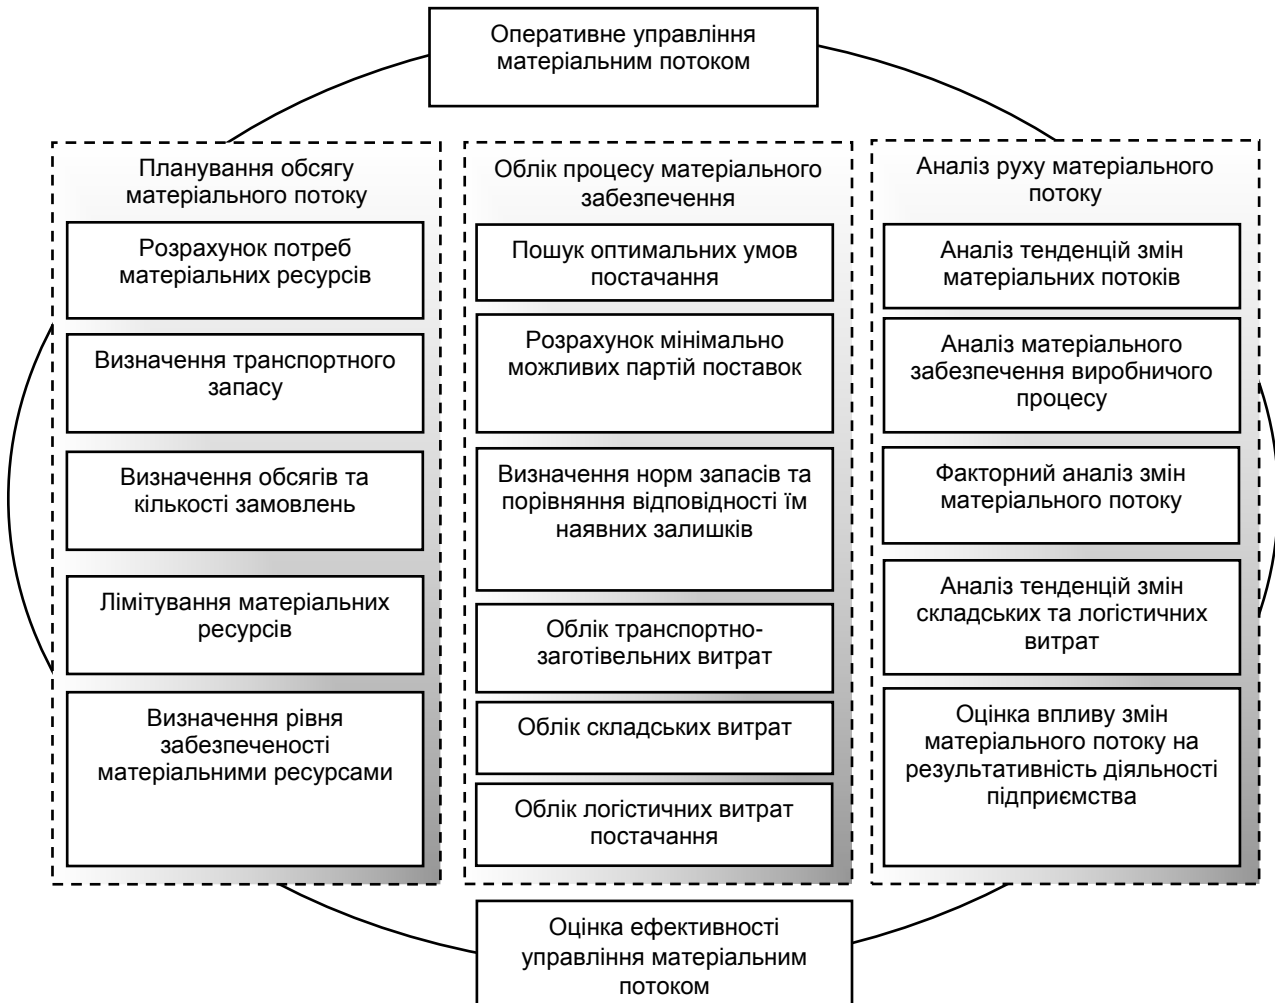 Оперативне управління
матеріальним потоком
Планування обсягу
матеріального потоку
Розрахунок потреб
матеріальних ресурсів
Визначення транспортного
запасу
Визначення обсягів та
кількості замовлень
Лімітування матеріальних
ресурсів
Визначення рівня
забезпеченості
матеріальними ресурсами
Облік процесу матеріального
забезпечення
Пошук оптимальних умов
постачання
Розрахунок мінімально
можливих партій поставок
Визначення норм запасів та
порівняння відповідності їм
наявних залишків
Облік транспортно-
заготівельних витрат
Облік складських витрат
Облік логістичних витрат
постачання
Аналіз руху матеріального
потоку
Аналіз тенденцій змін
матеріальних потоків
Аналіз матеріального
забезпечення виробничого
процесу
Факторний аналіз змін
матеріального потоку
Аналіз тенденцій змін
складських та логістичних
витрат
Оцінка впливу змін
матеріального потоку на
результативність діяльності
підприємства
Оцінка ефективності
управління матеріальним
потоком